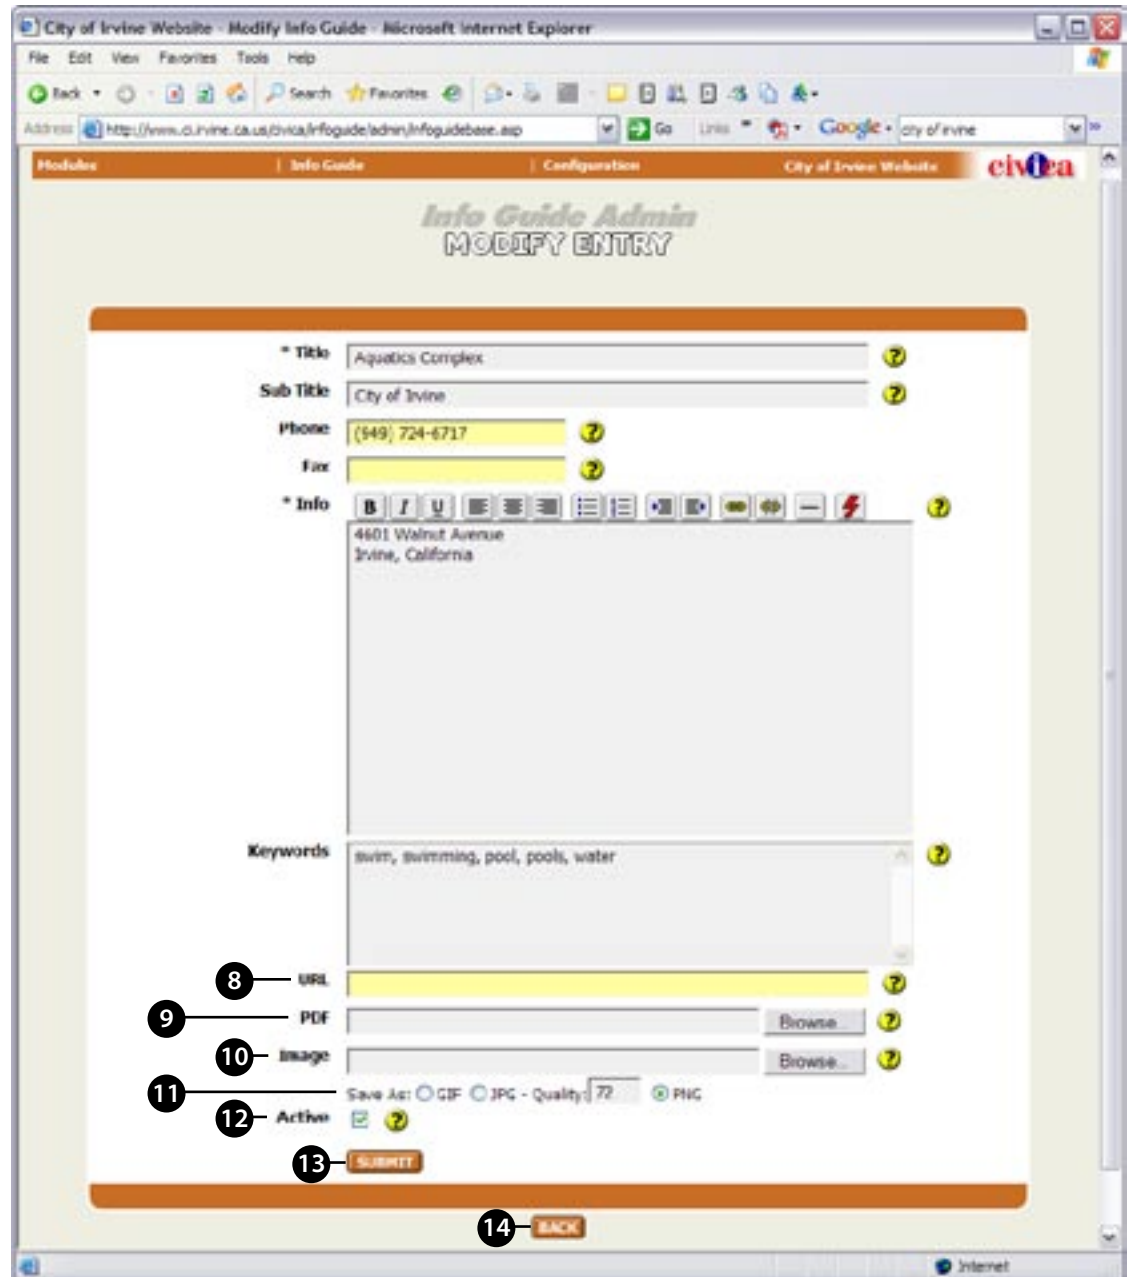 City of Irvine Website - Modify Info Guide - Microsoft Internet Explorer
File Edit View Favorites Tools Help
Back Search Favorites
Address http://www.ci.irvine.ca.us/civica/infoguide/admin/infoguidebase.asp Go Links Google city of irvine
Modules | Info Guide | Configuration City of Irvine Website civica
Info Guide Admin
MODIFY ENTRY
* Title Aquatics Complex ?
Sub Title City of Irvine ?
Phone (949) 724-6717 ?
Fax ?
* Info B I U ?
4601 Walnut Avenue
Irvine, California
Keywords swim, swimming, pool, pools, water ?
8 URL ?
9 PDF Browse... ?
10 Image Browse... ?
11 Save As: GIF JPG - Quality: 72 PNG
12 Active ?
13 SUBMIT
14 BACK
Internet